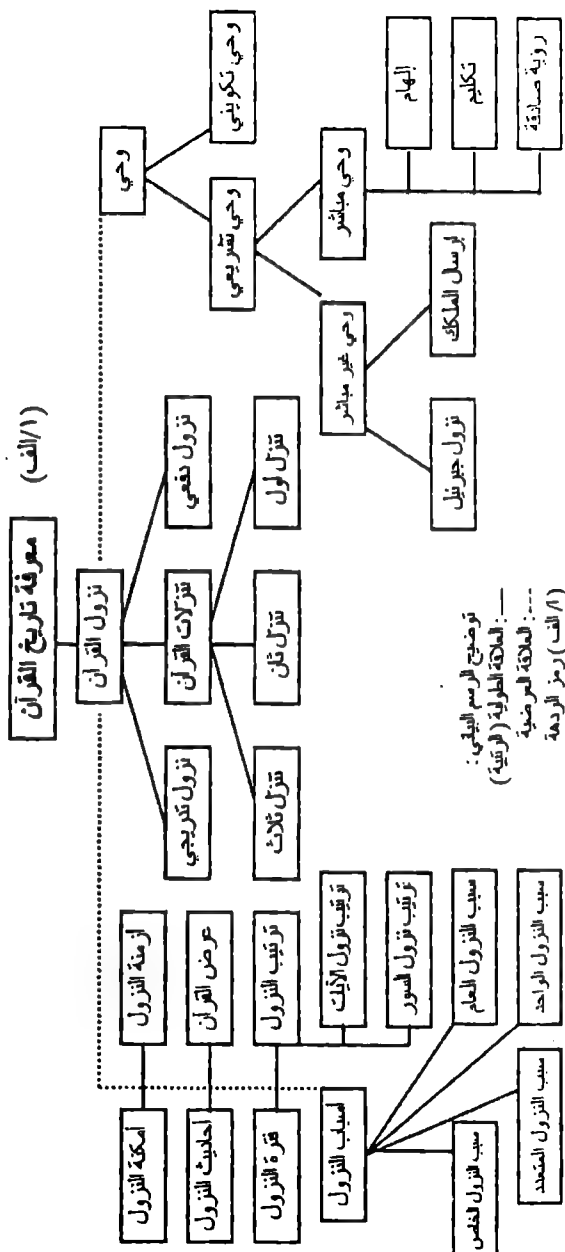 (١/الف)
معرفة تاريخ القرآن
نزول القرآن
وحي
وحي تكويني
وحي تشريعي
وحي مباشر
وحي غير مباشر
إلهام
تكليم
رؤية صادقة
إرسال الملك
نزول جبرئيل
نزول دفعي
تنزلات القرآن
نزول تدريجي
تنزل أول
تنزل ثان
تنزل ثلاث
أزمنة النزول
أمكنة النزول
عرض القرآن
أحاديث النزول
ترتيب النزول
فترة النزول
ترتيب نزول الآيات
ترتيب نزول السور
أسباب النزول
سبب النزول العام
سبب النزول الواحد
سبب النزول المتعدد
سبب النزول الخاص
توضيح الرسم البياني :
—: العلاقة الطولية (الرتبية)
---: العلاقة العرضية
(١/الف) رمز الردهة